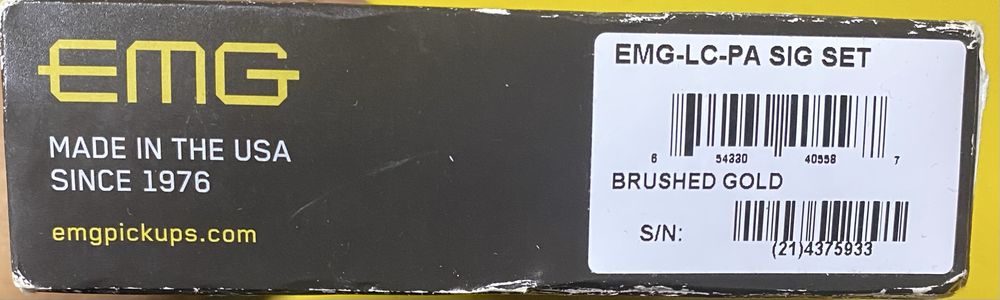 EMG
MADE IN THE USA
SINCE 1976
emgpickups.com
EMG-LC-PA SIG SET
6 54330 40558 7
BRUSHED GOLD
S/N:
(21)4375933